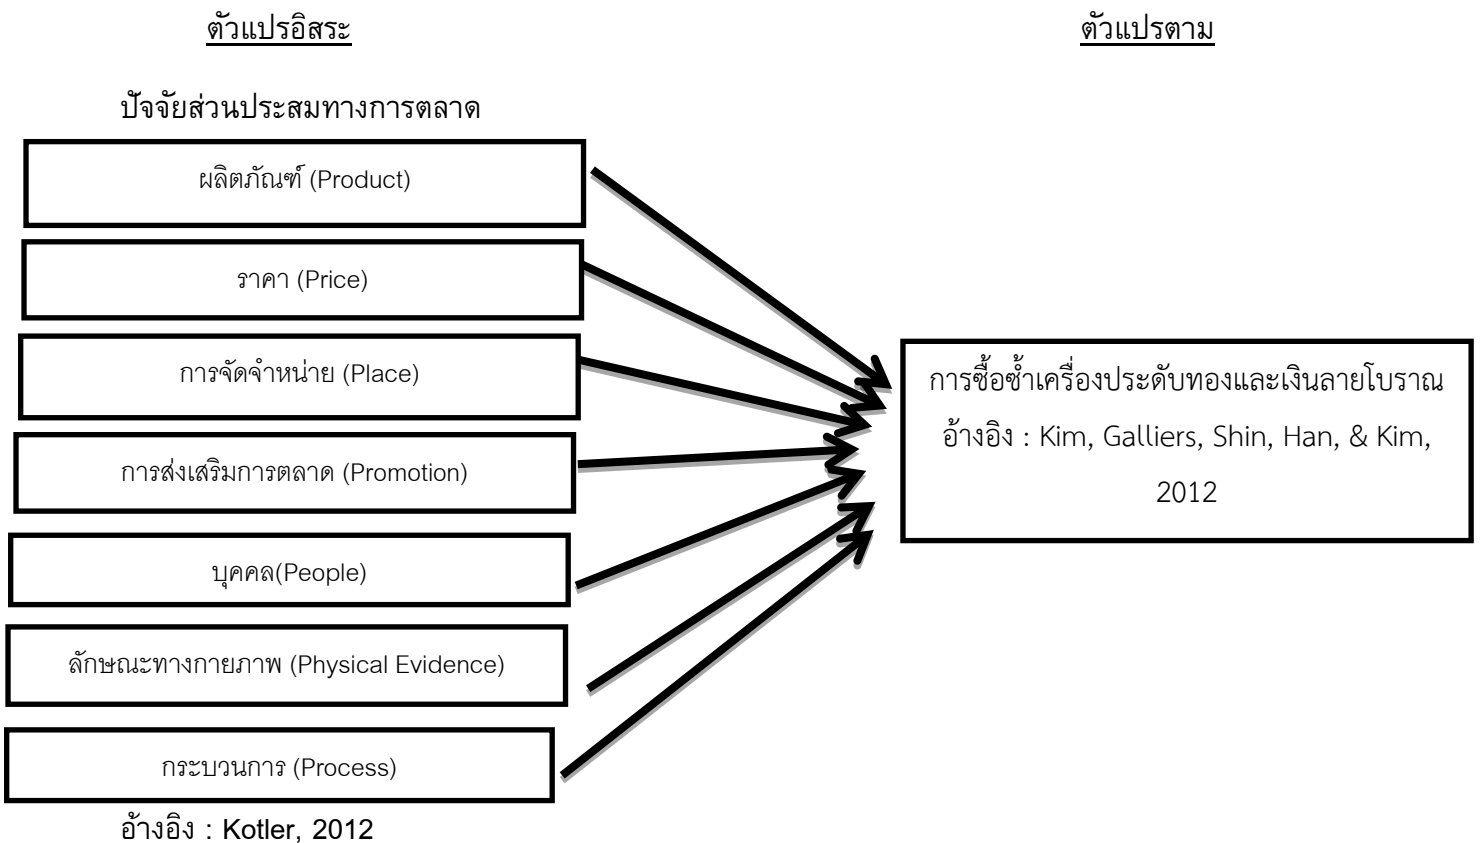 ตัวแปรอิสระ
ตัวแปรตาม
ปัจจัยส่วนประสมทางการตลาด
ผลิตภัณฑ์ (Product)
ราคา (Price)
การจัดจำหน่าย (Place)
การส่งเสริมการตลาด (Promotion)
บุคคล(People)
ลักษณะทางกายภาพ (Physical Evidence)
กระบวนการ (Process)
อ้างอิง : Kotler, 2012
การซื้อซ้ำเครื่องประดับทองและเงินลายโบราณ
อ้างอิง : Kim, Galliers, Shin, Han, & Kim,
2012